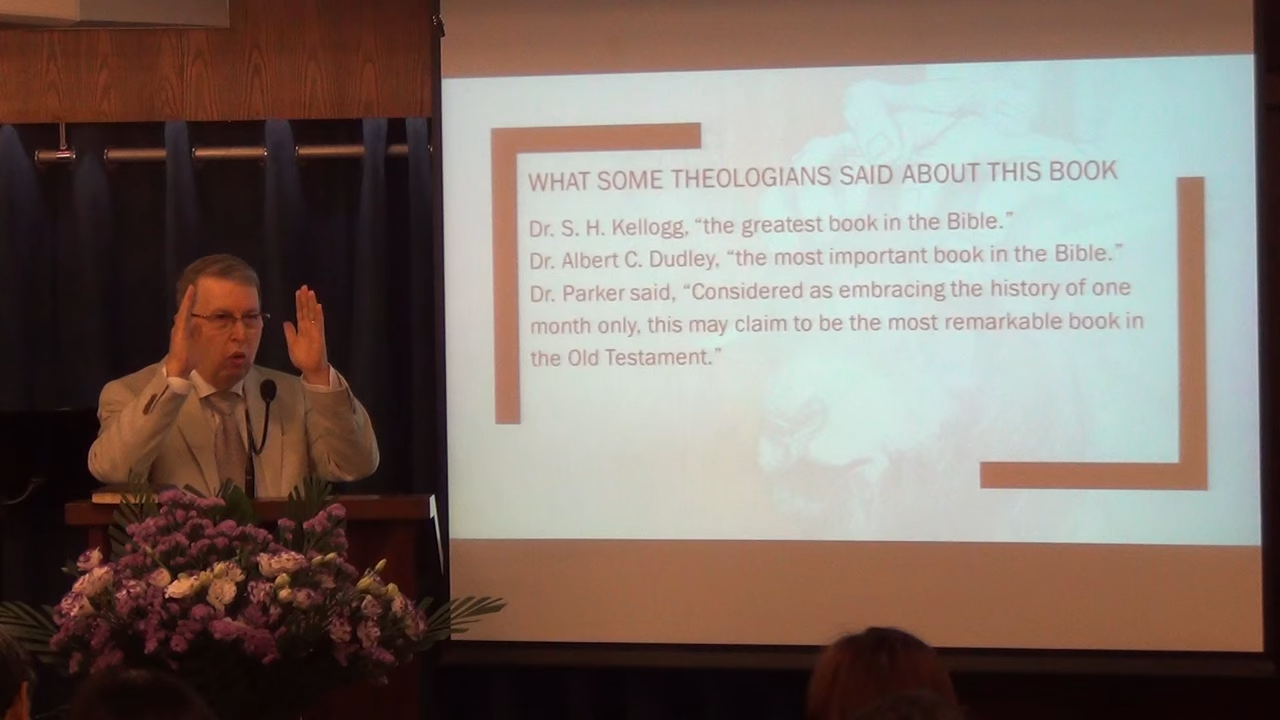 WHAT SOME THEOLOGIANS SAID ABOUT THIS BOOK
Dr. S. H. Kellogg, “the greatest book in the Bible.”
Dr. Albert C. Dudley, “the most important book in the Bible.”
Dr. Parker said, “Considered as embracing the history of one
month only, this may claim to be the most remarkable book in
the Old Testament.”